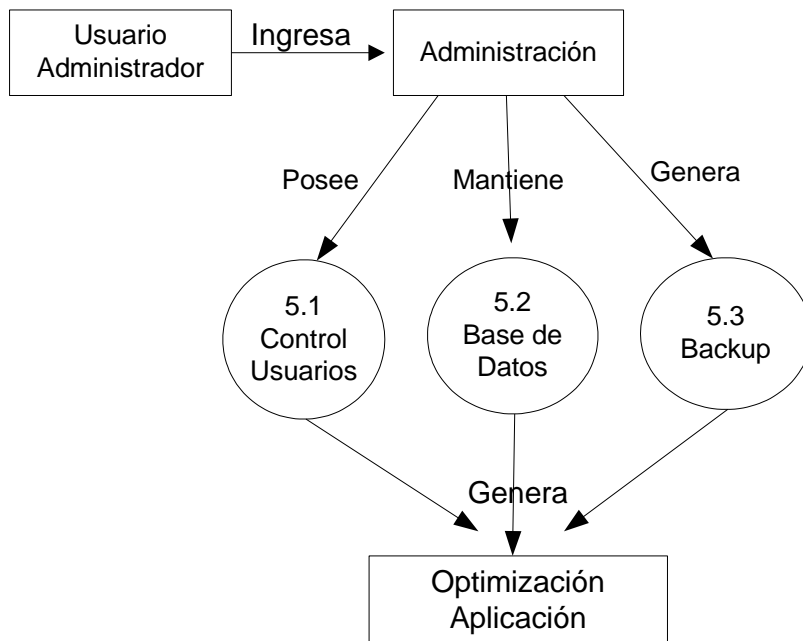 Usuario
Administrador
Ingresa
Administración
Posee
Mantiene
Genera
5.1
Control
Usuarios
5.2
Base de
Datos
5.3
Backup
Genera
Optimización
Aplicación